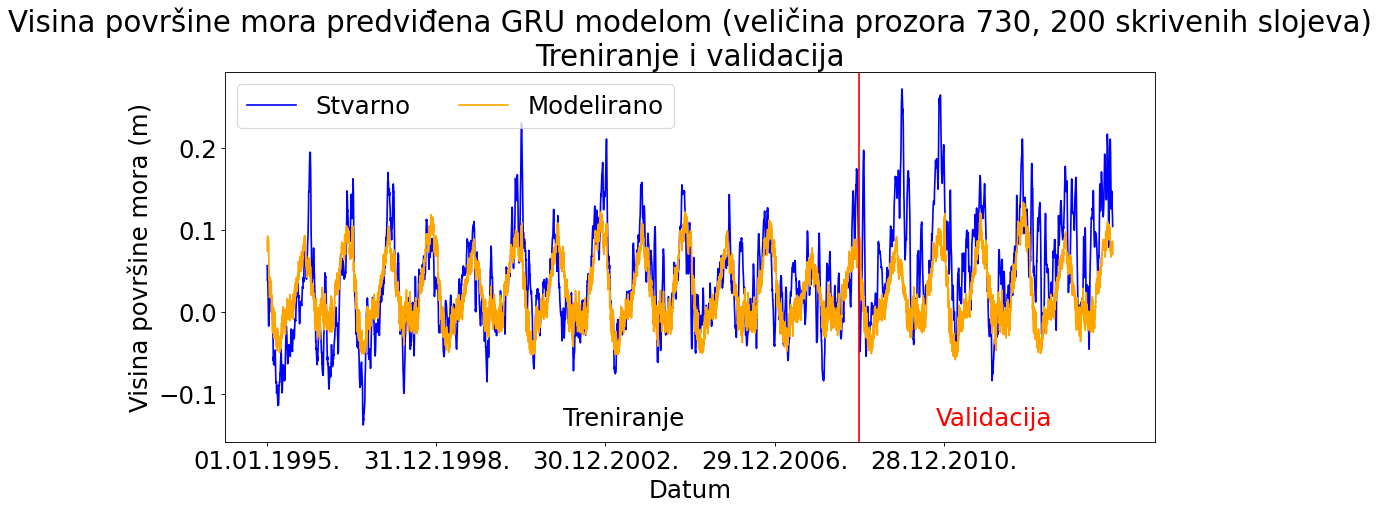 Visina površine mora predviđena GRU modelom (veličina prozora 730, 200 skrivenih slojeva)
Treniranje i validacija
Stvarno
Modelirano
Visina površine mora (m)
0.2
0.1
0.0
−0.1
Treniranje
Validacija
01.01.1995.
31.12.1998.
30.12.2002.
29.12.2006.
28.12.2010.
Datum